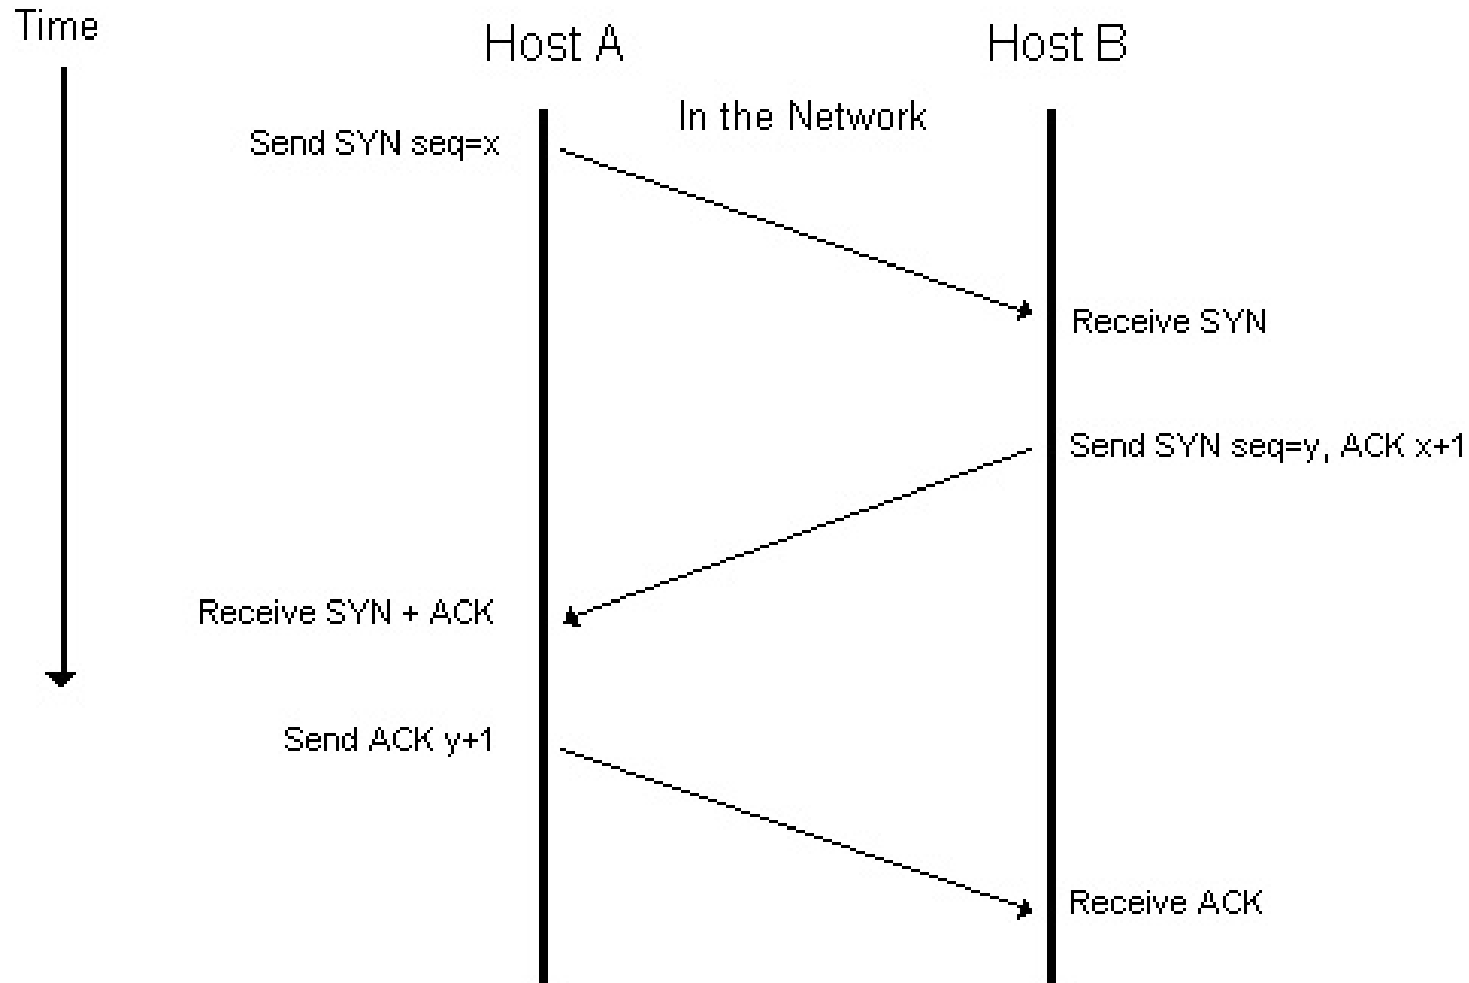 Time
Host A
Host B
In the Network
Send SYN seq=x
Receive SYN
Send SYN seq=y, ACK x+1
Receive SYN + ACK
Send ACK y+1
Receive ACK